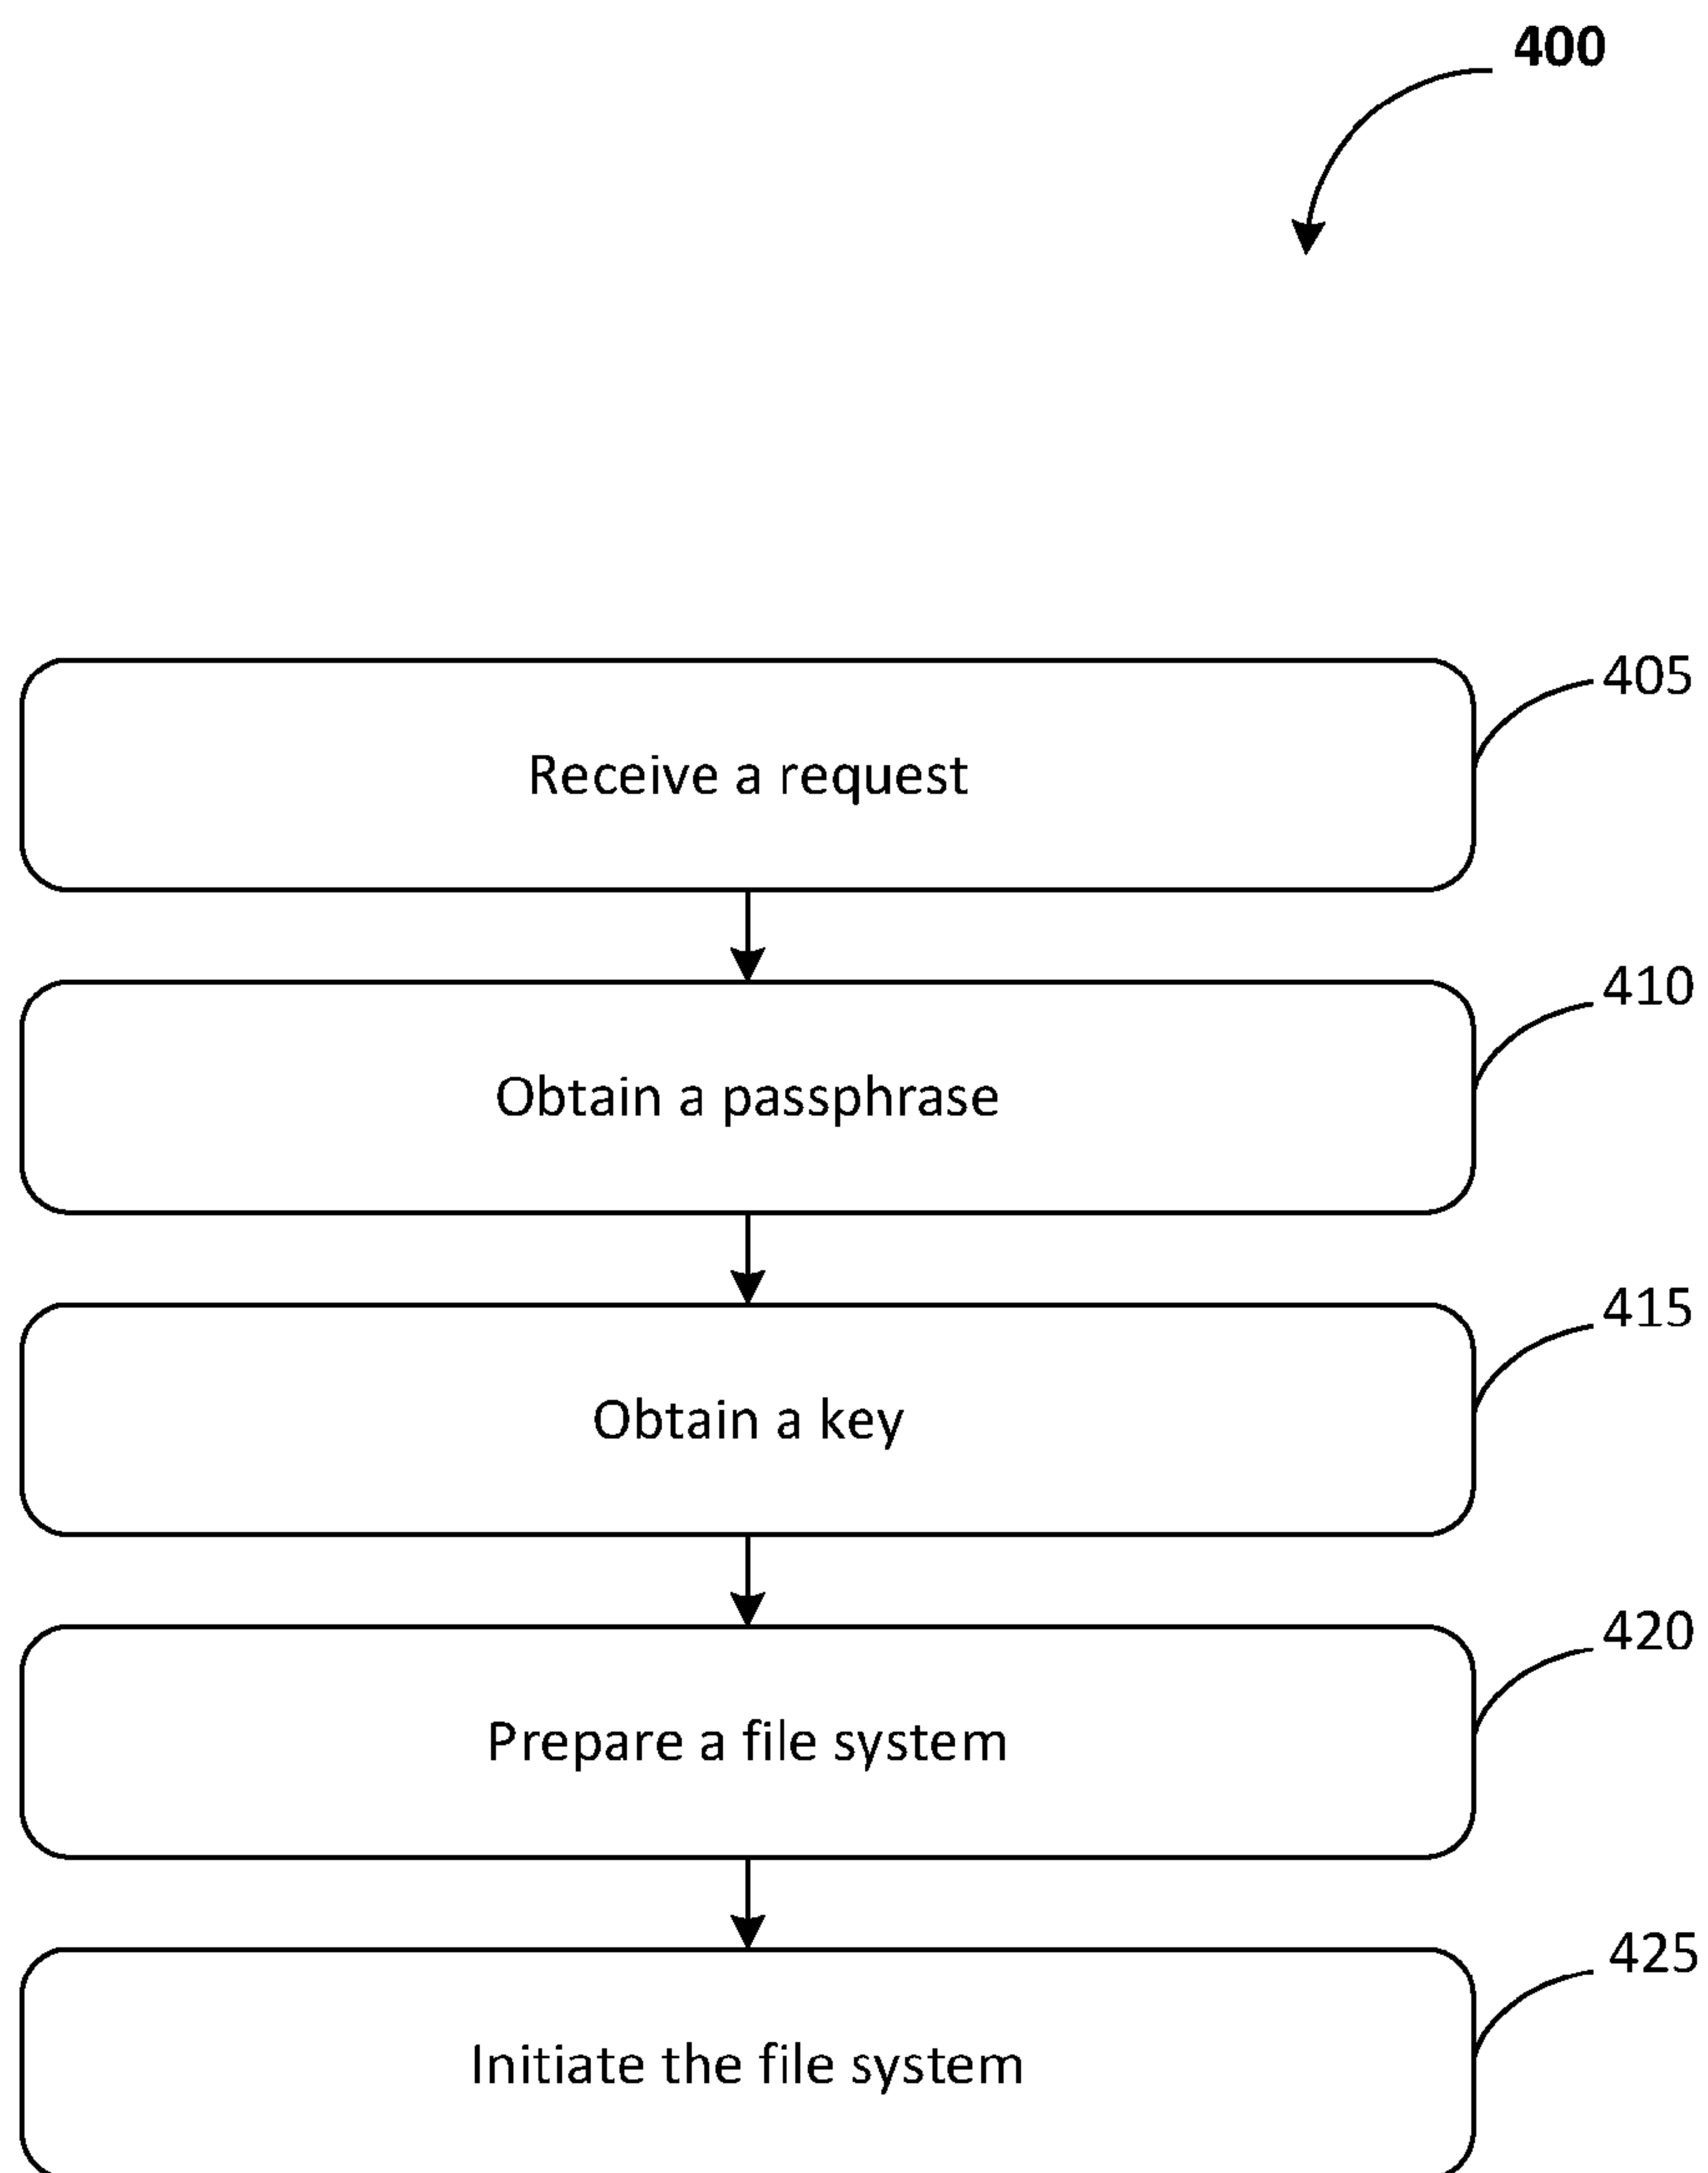 400
405
Receive a request
410
Obtain a passphrase
415
Obtain a key
420
Prepare a file system
425
Initiate the file system